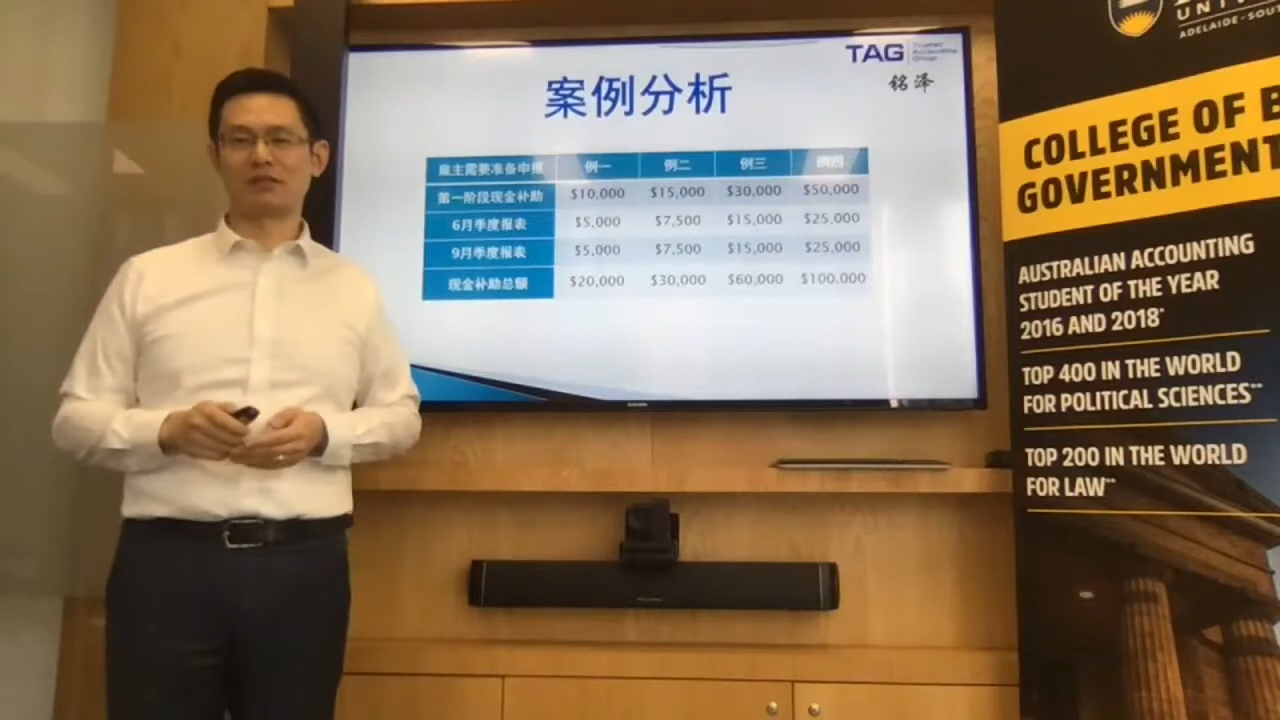 TAG Trusted Accounting Group
铭泽
案例分析
雇主需要准备申报 例一 例二 例三 例四
第一阶段现金补助 $10,000 $15,000 $30,000 $50,000
6月季度报表 $5,000 $7,500 $15,000 $25,000
9月季度报表 $5,000 $7,500 $15,000 $25,000
现金补助总额 $20,000 $30,000 $60,000 $100,000
ADELAIDE
COLLEGE OF
GOVERNMENT
AUSTRALIAN ACCOUNTING
STUDENT OF THE YEAR
2016 AND 2018*
TOP 400 IN THE WORLD
FOR POLITICAL SCIENCES**
TOP 200 IN THE WORLD
FOR LAW**